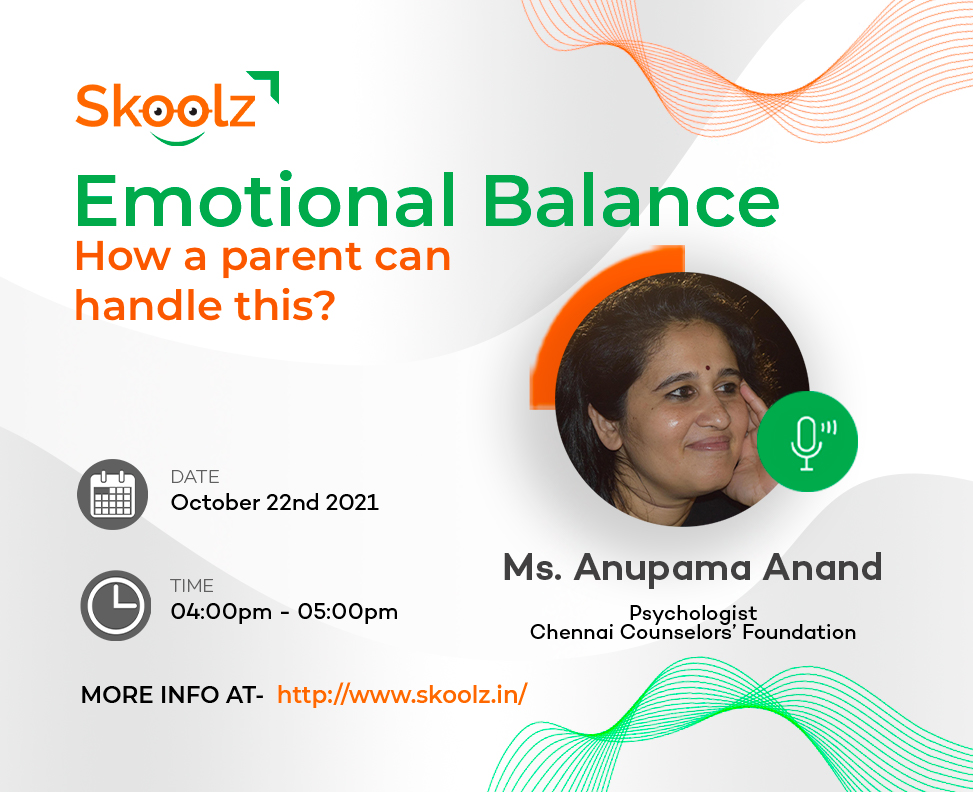 Skoolz
Emotional Balance
How a parent can
handle this?
DATE
October 22nd 2021
TIME
04:00pm - 05:00pm
Ms. Anupama Anand
Psychologist
Chennai Counselors’ Foundation
MORE INFO AT- http://www.skoolz.in/